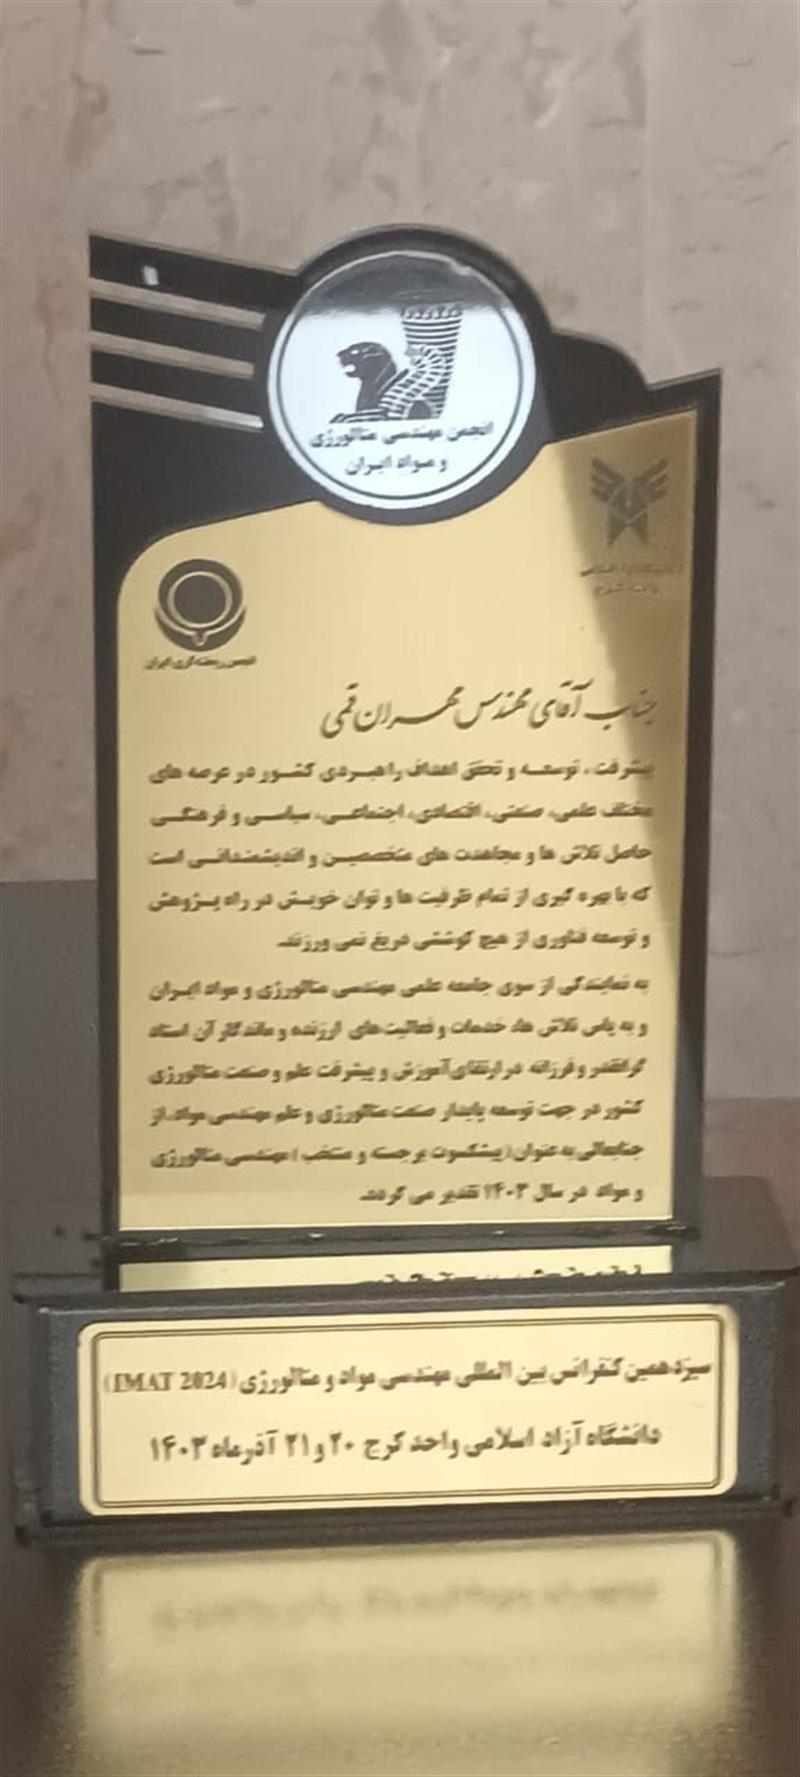 انجمن مهندسی متالورژی
و مواد ایران
دانشگاه آزاد اسلامی
واحد کرج
انجمن ریخته‌گری ایران
جناب آقای مهندس مهران قمی
پیشرفت، توسعه و تحقق اهداف راهبردی کشور در عرصه های
مختلف علمی، صنعتی، اقتصادی، اجتماعی، سیاسی و فرهنگی
حاصل تلاش ها و مجاهدت های متخصصین و اندیشمندانی است
که با بهره گیری از تمام ظرفیت ها و توان خویش در راه پژوهش
و توسعه فناوری از هیچ کوششی دریغ نمی ورزند.
به نمایندگی از سوی جامعه علمی مهندسی متالورژی و مواد ایران
و به پاس تلاش ها، خدمات و فعالیت‌های ارزنده و ماندگار آن استاد
گرانقدر و فرزانه در ارتقای آموزش و پیشرفت علم و صنعت متالورژی
کشور در جهت توسعه پایدار صنعت متالورژی و علم مهندسی مواد، از
جنابعالی به عنوان (پیشکسوت برجسته و منتخب) مهندسی متالورژی
و مواد در سال ۱۴۰۳ تقدیر می گردد.
سیزدهمین کنفرانس بین المللی مهندسی مواد و متالورژی (IMAT 2024)
دانشگاه آزاد اسلامی واحد کرج ۲۰ و ۲۱ آذرماه ۱۴۰۳